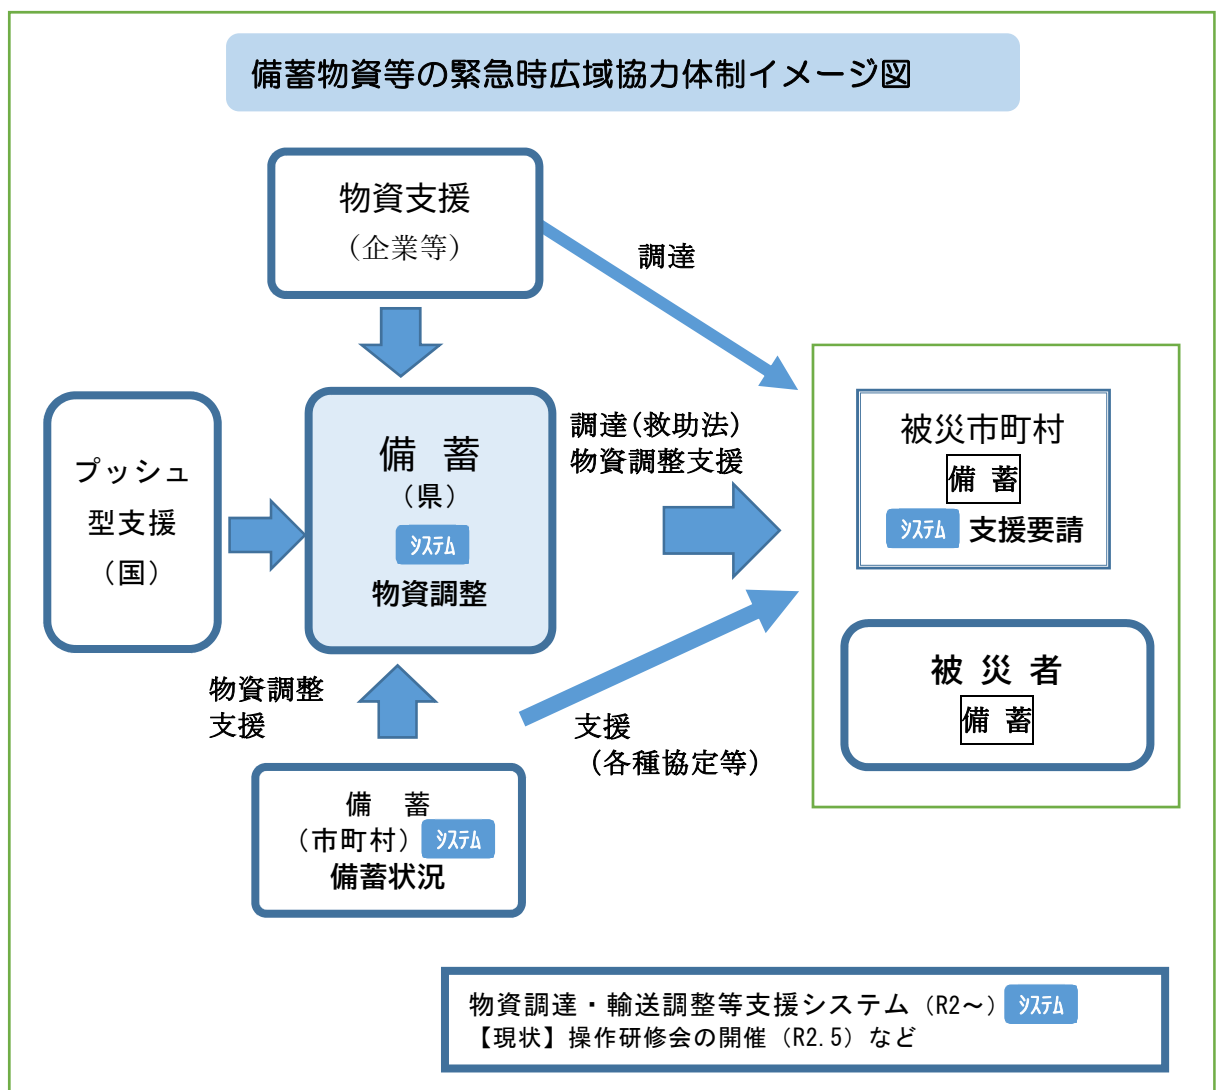 備蓄物資等の緊急時広域協力体制イメージ図
物資支援
（企業等）
調達
プッシュ
型支援
（国）
備 蓄
（県）
ｼｽﾃﾑ
物資調整
調達(救助法)
物資調整支援
被災市町村
備 蓄
ｼｽﾃﾑ 支援要請
被 災 者
備 蓄
物資調整
支援
支援
（各種協定等）
備 蓄
（市町村） ｼｽﾃﾑ
備蓄状況
物資調達・輸送調整等支援システム（R2～） ｼｽﾃﾑ
【現状】操作研修会の開催（R2.5）など